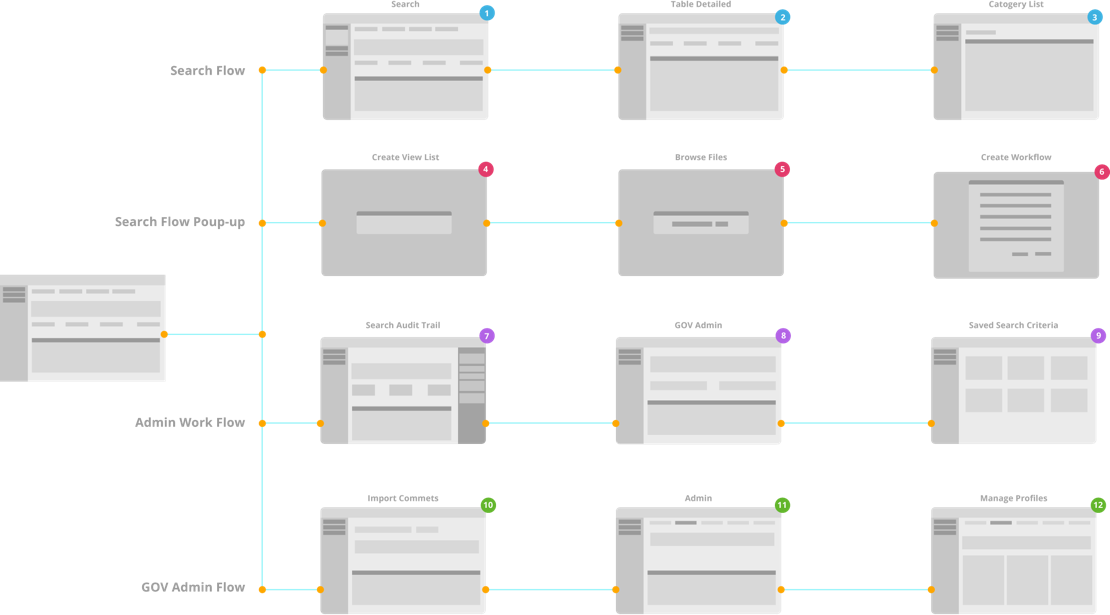 Search
Table Detailed
Catogery List
1
2
3
Search Flow
Create View List
Browse Files
Create Workflow
4
5
6
Search Flow Poup-up
Search Audit Trail
GOV Admin
Saved Search Criteria
7
8
9
Admin Work Flow
Import Commets
Admin
Manage Profiles
10
11
12
GOV Admin Flow